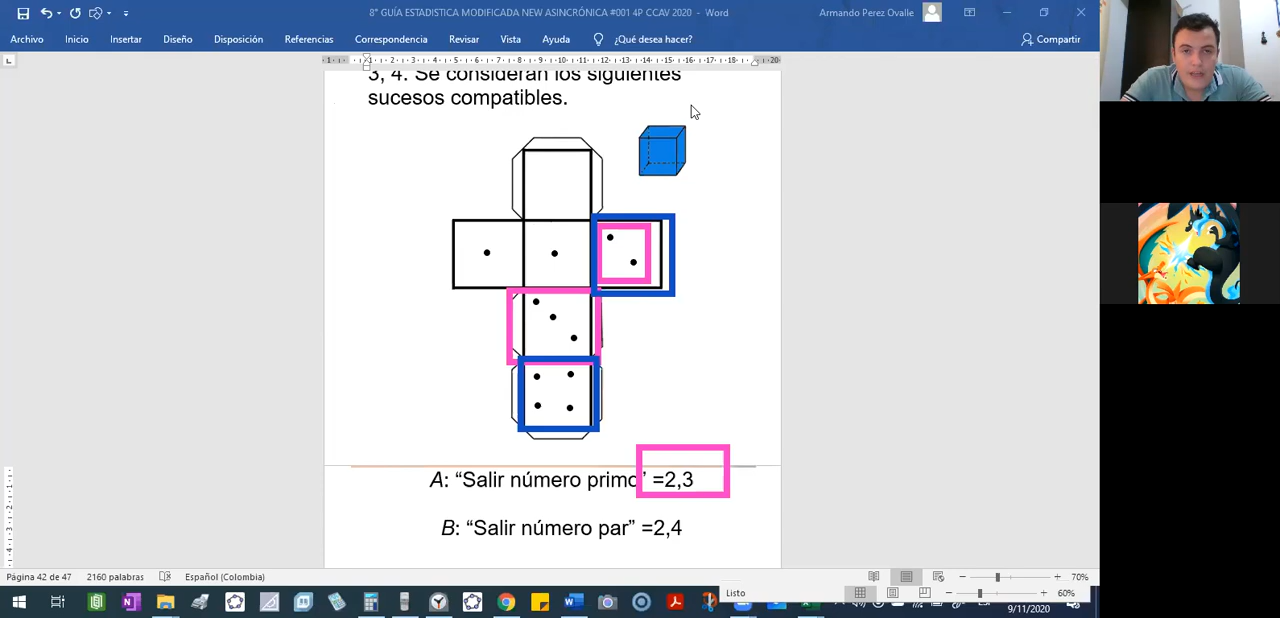 8° GUÍA ESTADISTICA MODIFICADA NEW ASINCRÓNICA #001 4P CCAV 2020 - Word
Armando Perez Ovalle
Archivo Inicio Insertar Diseño Disposición Referencias Correspondencia Revisar Vista Ayuda ¿Qué desea hacer? Compartir
3, 4. Se consideran los siguientes
sucesos compatibles.
A: “Salir número primo” =2,3
B: “Salir número par” =2,4
Página 42 de 47 2160 palabras Español (Colombia) 70%
Listo 60%
9/11/2020